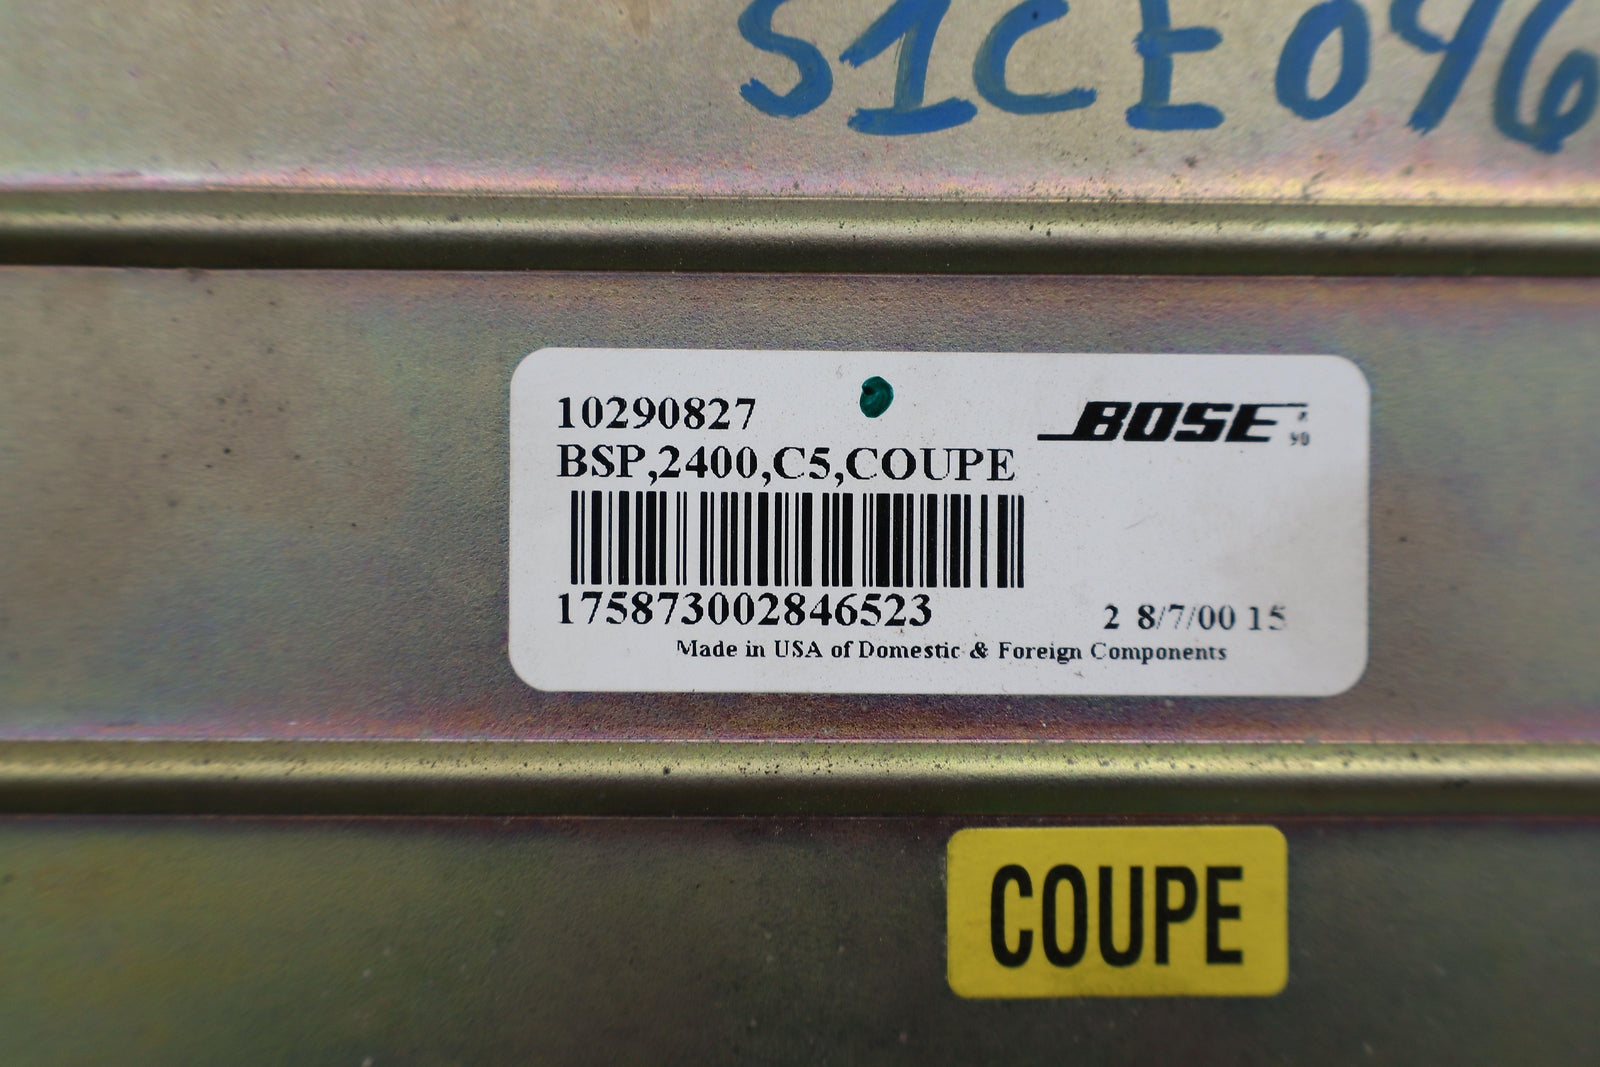 S1CE046
10290827
BOSE
BSP,2400,C5,COUPE
175873002846523
2 8/7/00 15
Made in USA of Domestic & Foreign Components
COUPE